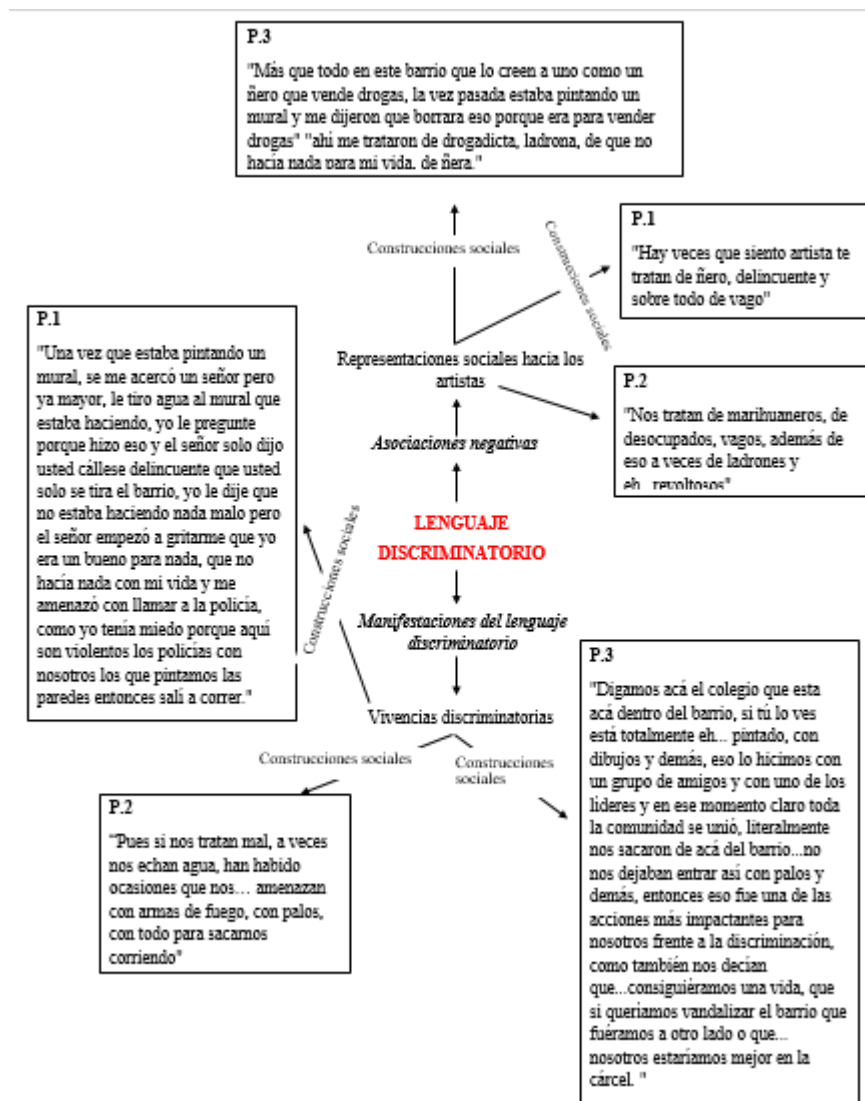 P.3
"Más que todo en este barrio que lo creen a uno como un
ñero que vende drogas, la vez pasada estaba pintando un
mural y me dijeron que borrara eso porque era para vender
drogas" "ahí me trataron de drogadicta, ladrona, de que no
hacía nada para mi vida, de ñera."
Construcciones sociales
Construcciones sociales
P.1
"Hay veces que siento artista te
tratan de ñero, delincuente y
sobre todo de vago"
Representaciones sociales hacia los
artistas
P.2
"Nos tratan de marihuaneros, de
desocupados, vagos, además de
eso a veces de ladrones y
eh...revoltosos"
Asociaciones negativas
LENGUAJE
DISCRIMINATORIO
P.1
"Una vez que estaba pintando un
mural, se me acercó un señor pero
ya mayor, le tiro agua al mural que
estaba haciendo, yo le pregunte
porque hizo eso y el señor solo dijo
usted cállese delincuente que usted
solo se tira el barrio, yo le dije que
no estaba haciendo nada malo pero
el señor empezó a gritarme que yo
era un bueno para nada, que no
hacía nada con mi vida y me
amenazó con llamar a la policía,
como yo tenía miedo porque aquí
son violentos los policías con
nosotros los que pintamos las
paredes entonces salí a correr."
Construcciones sociales
Manifestaciones del lenguaje
discriminatorio
Vivencias discriminatorias
Construcciones sociales
Construcciones
sociales
P.2
"Pues si nos tratan mal, a veces
nos echan agua, han habido
ocasiones que nos... amenazan
con armas de fuego, con palos,
con todo para sacarnos
corriendo"
P.3
"Digamos acá el colegio que esta
acá dentro del barrio, si tú lo ves
está totalmente eh... pintado, con
dibujos y demás, eso lo hicimos con
un grupo de amigos y con uno de los
líderes y en ese momento claro toda
la comunidad se unió, literalmente
nos sacaron de acá del barrio...no
nos dejaban entrar así con palos y
demás, entonces eso fue una de las
acciones más impactantes para
nosotros frente a la discriminación,
como también nos decían
que...consiguiéramos una vida, que
si queríamos vandalizar el barrio que
fuéramos a otro lado o que...
nosotros estaríamos mejor en la
cárcel. "